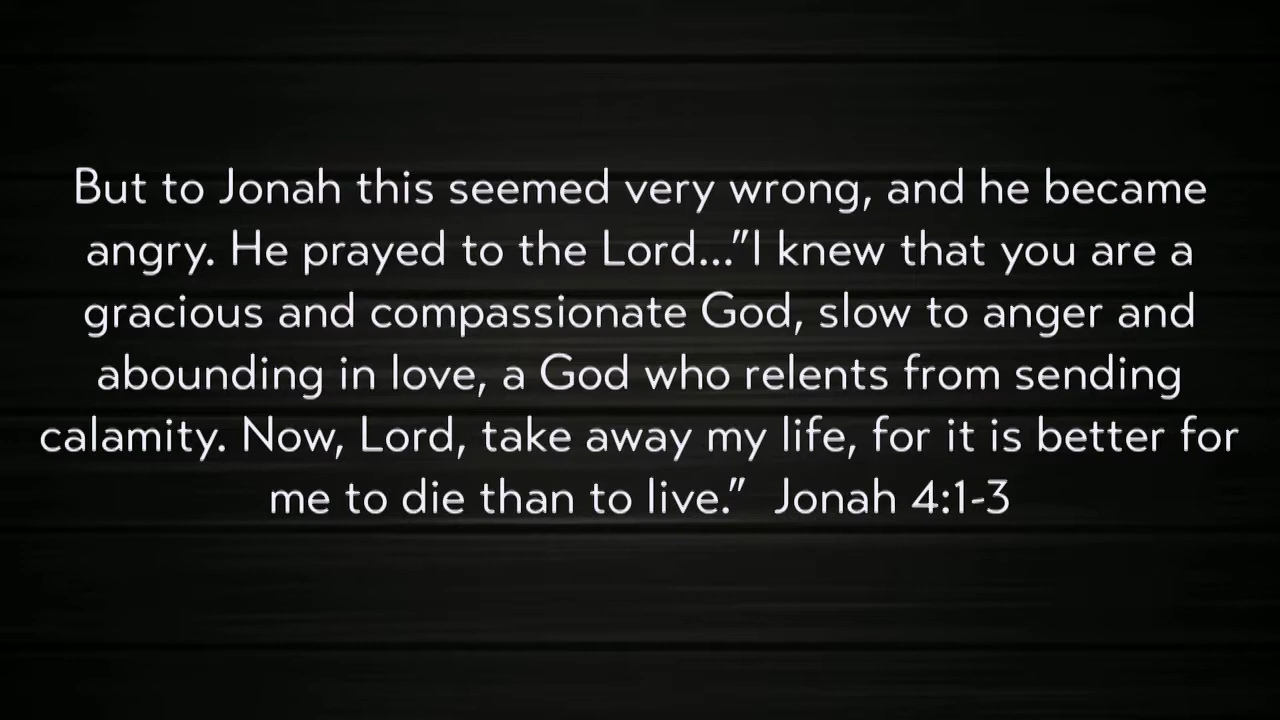 But to Jonah this seemed very wrong, and he became
angry. He prayed to the Lord..."I knew that you are a
gracious and compassionate God, slow to anger and
abounding in love, a God who relents from sending
calamity. Now, Lord, take away my life, for it is better for
me to die than to live."  Jonah 4:1-3